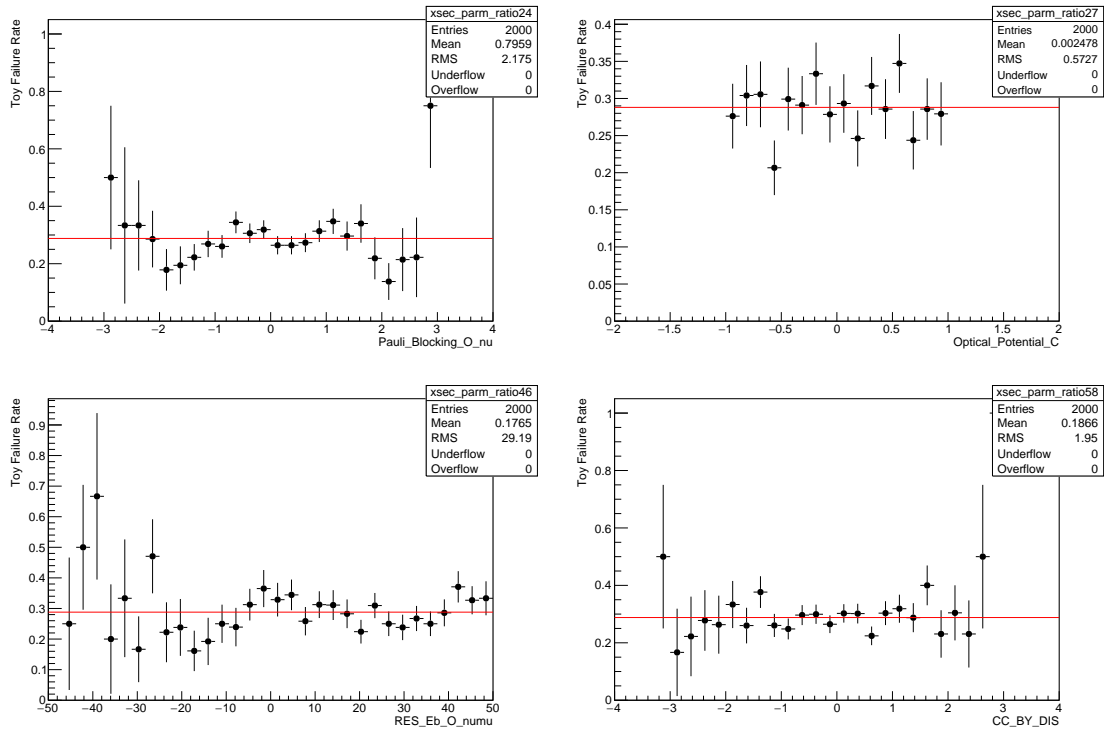 xsec_parm_ratio24
Entries 2000
Mean 0.7959
RMS 2.175
Underflow 0
Overflow 0
Toy Failure Rate
1
0.8
0.6
0.4
0.2
0
−4 −3 −2 −1 0 1 2 3 4
Pauli_Blocking_O_nu
xsec_parm_ratio27
Entries 2000
Mean 0.002478
RMS 0.5727
Underflow 0
Overflow 0
Toy Failure Rate
0.4
0.35
0.3
0.25
0.2
0.15
0.1
0.05
0
−2 −1.5 −1 −0.5 0 0.5 1 1.5 2
Optical_Potential_C
xsec_parm_ratio46
Entries 2000
Mean 0.1765
RMS 29.19
Underflow 0
Overflow 0
Toy Failure Rate
0.9
0.8
0.7
0.6
0.5
0.4
0.3
0.2
0.1
0
−50 −40 −30 −20 −10 0 10 20 30 40 50
RES_Eb_O_numu
xsec_parm_ratio58
Entries 2000
Mean 0.1866
RMS 1.95
Underflow 0
Overflow 0
Toy Failure Rate
1
0.8
0.6
0.4
0.2
0
−4 −3 −2 −1 0 1 2 3 4
CC_BY_DIS